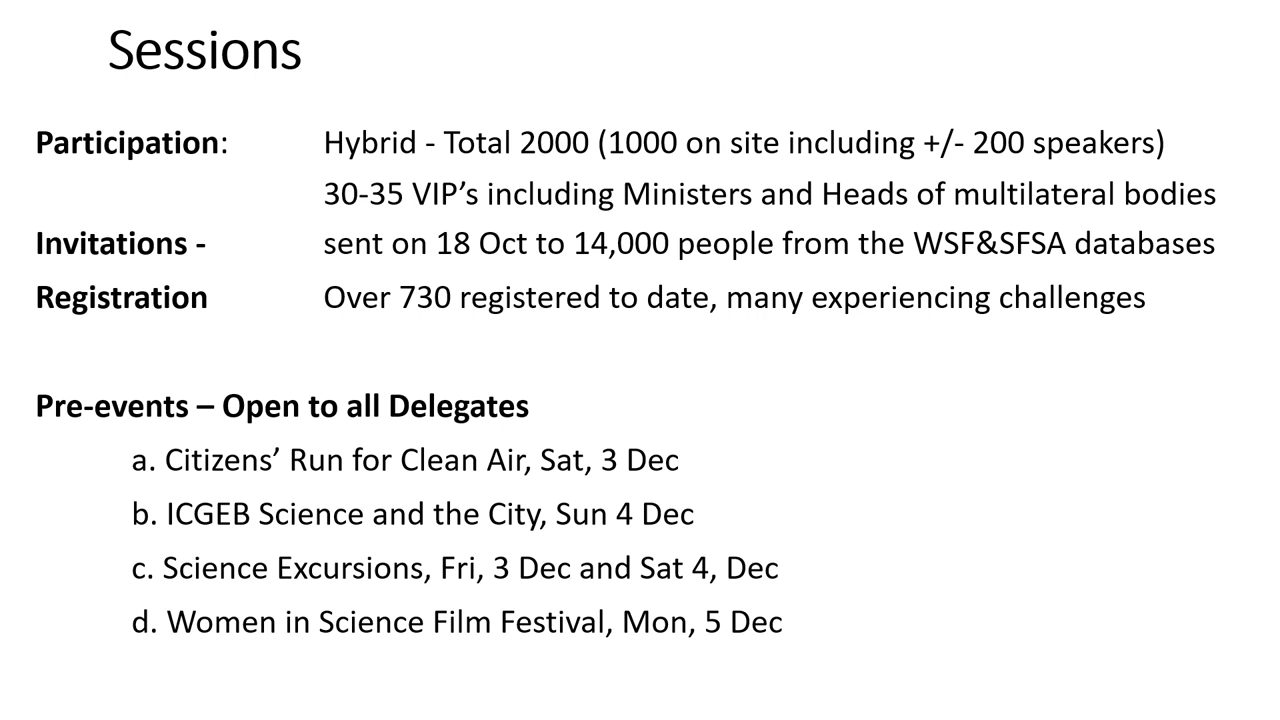 Sessions
Participation: Hybrid - Total 2000 (1000 on site including +/- 200 speakers)
30-35 VIP’s including Ministers and Heads of multilateral bodies
Invitations - sent on 18 Oct to 14,000 people from the WSF&SFSA databases
Registration Over 730 registered to date, many experiencing challenges
Pre-events – Open to all Delegates
a. Citizens’ Run for Clean Air, Sat, 3 Dec
b. ICGEB Science and the City, Sun 4 Dec
c. Science Excursions, Fri, 3 Dec and Sat 4, Dec
d. Women in Science Film Festival, Mon, 5 Dec